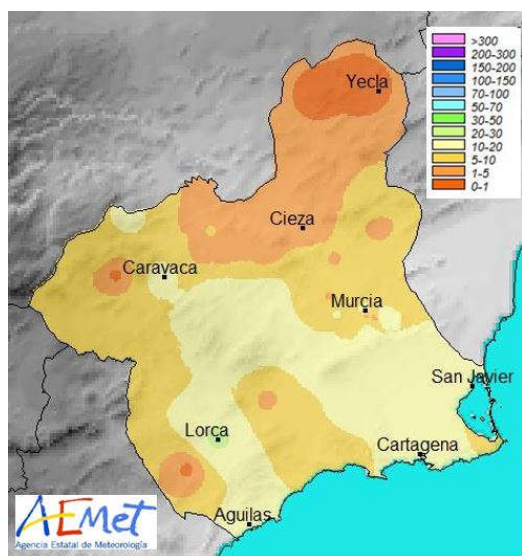 >300
200-300
150-200
100-150
70-100
50-70
30-50
20-30
10-20
5-10
1-5
0-1
Yecla
Cieza
Caravaca
Murcia
San Javier
Lorca
Cartagena
Aguilas
AEMet
Agencia Estatal de Meteorología